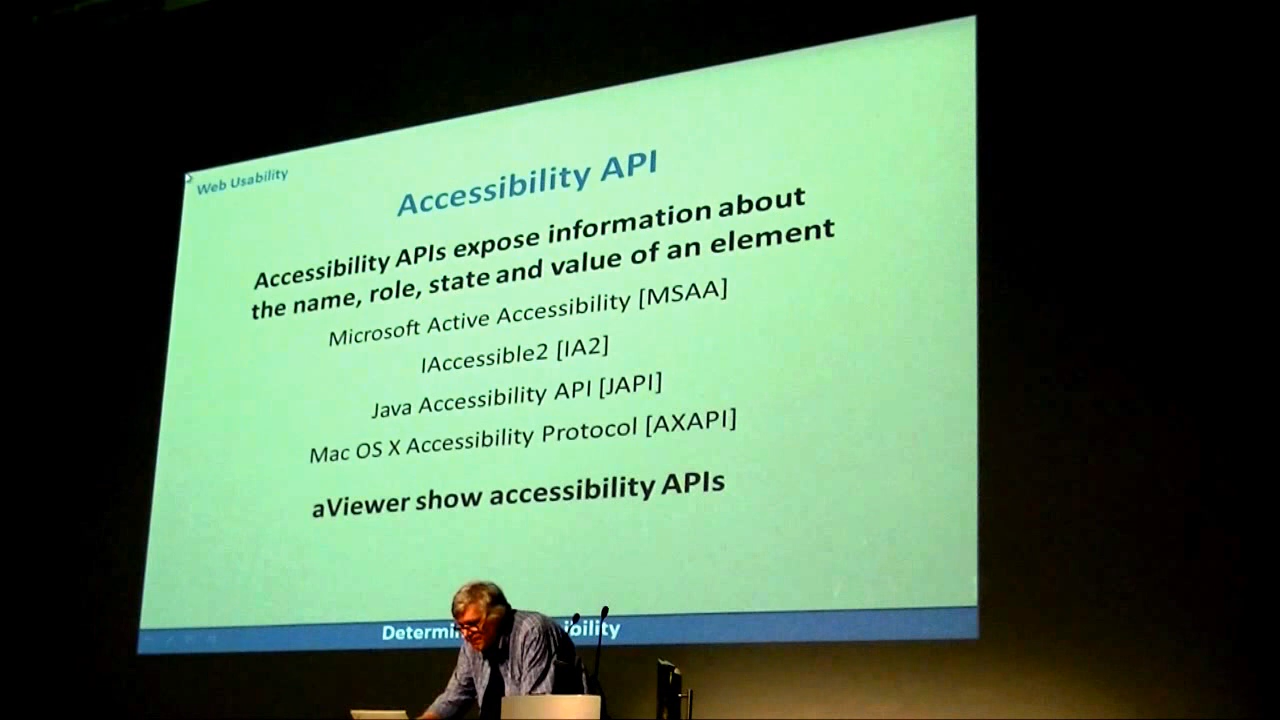 Web Usability
Accessibility API
Accessibility APIs expose information about
the name, role, state and value of an element
Microsoft Active Accessibility [MSAA]
IAccessible2 [IA2]
Java Accessibility API [JAPI]
Mac OS X Accessibility Protocol [AXAPI]
aViewer show accessibility APIs